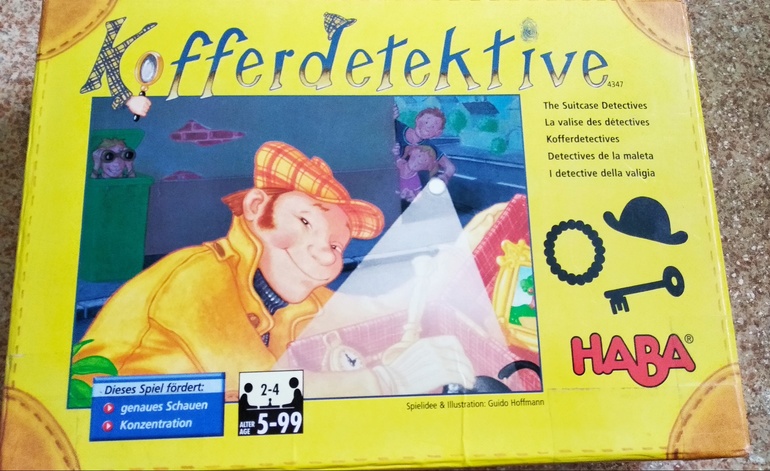 Kofferdetektive
4347
The Suitcase Detectives
La valise des détectives
Kofferdetectives
Detectives de la maleta
I detective della valigia
HABA®
Dieses Spiel fördert:
genaues Schauen
Konzentration
2-4
ALTER
AGE
5-99
Spielidee & Illustration: Guido Hoffmann